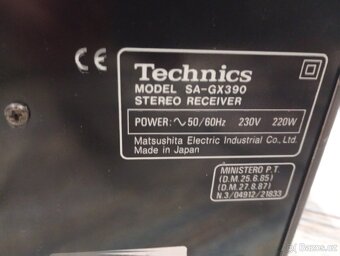 CE
Technics
MODEL SA-GX390
STEREO RECEIVER
POWER: ∿ 50/60Hz 230V 220W
Matsushita Electric Industrial Co., Ltd.
Made in Japan
MINISTERO P.T.
(D.M.25.6.85)
(D.M.27.8.87)
N.3/04912/21833